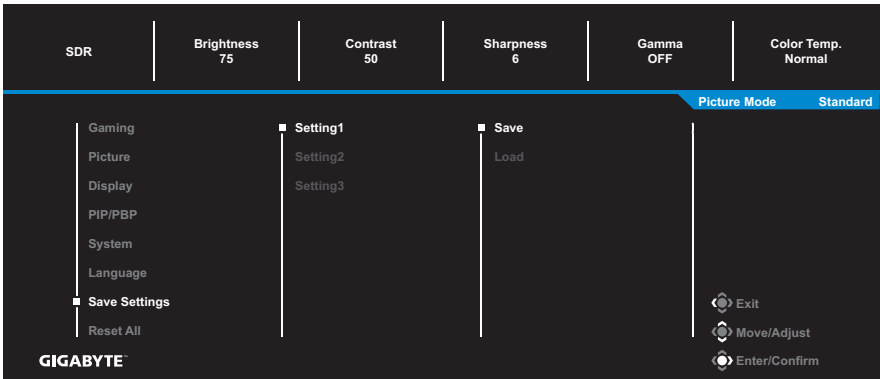 SDR
Brightness
75
Contrast
50
Sharpness
6
Gamma
OFF
Color Temp.
Normal
Picture Mode Standard
Gaming
Picture
Display
PIP/PBP
System
Language
Save Settings
Reset All
Setting1
Setting2
Setting3
Save
Load
Exit
Move/Adjust
Enter/Confirm
GIGABYTE™